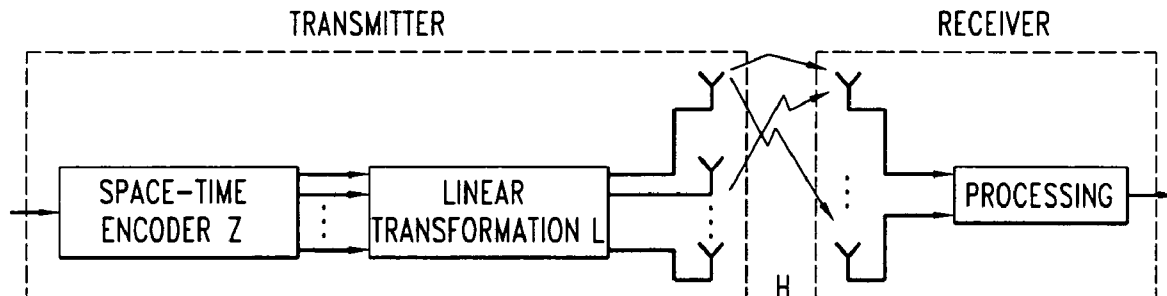 TRANSMITTER
RECEIVER
SPACE-TIME
ENCODER Z
LINEAR
TRANSFORMATION L
PROCESSING
H